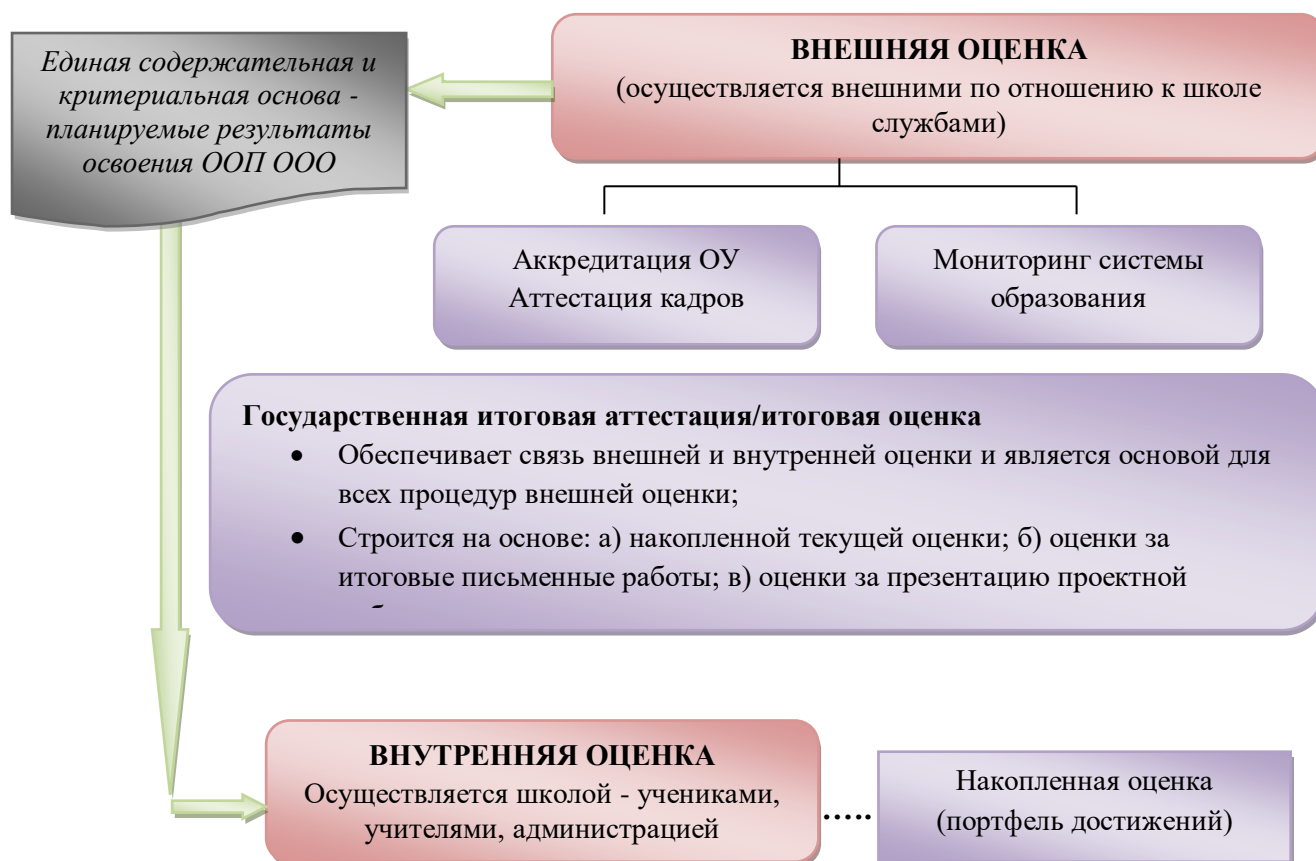 Единая содержательная и
критериальная основа -
планируемые результаты
освоения ООП ООО
ВНЕШНЯЯ ОЦЕНКА
(осуществляется внешними по отношению к школе
службами)
Аккредитация ОУ
Аттестация кадров
Мониторинг системы
образования
Государственная итоговая аттестация/итоговая оценка
• Обеспечивает связь внешней и внутренней оценки и является основой для
всех процедур внешней оценки;
• Строится на основе: а) накопленной текущей оценки; б) оценки за
итоговые письменные работы; в) оценки за презентацию проектной
ВНУТРЕННЯЯ ОЦЕНКА
Осуществляется школой - учениками,
учителями, администрацией
Накопленная оценка
(портфель достижений)